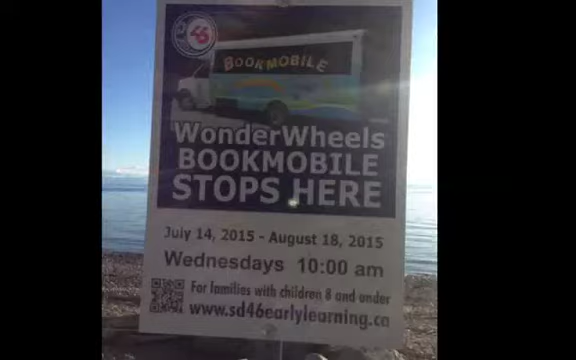 46
BOOKMOBILE
WonderWheels
BOOKMOBILE
STOPS HERE
July 14, 2015 - August 18, 2015
Wednesdays 10:00 am
For families with children 8 and under
www.sd46earlylearning.ca